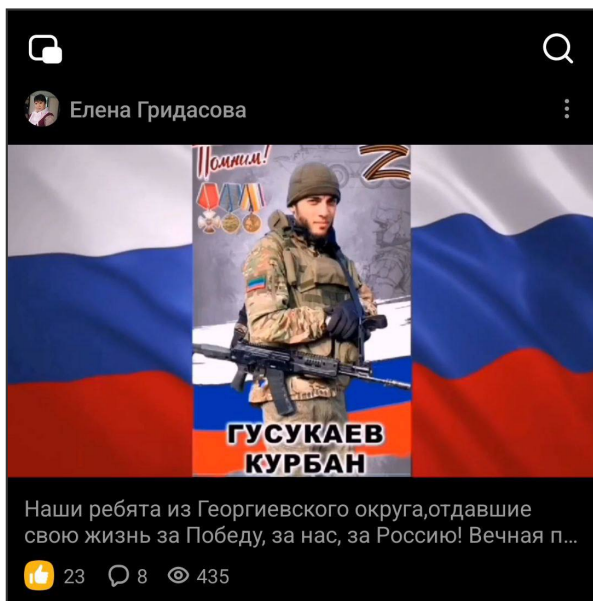 Елена Гридасова
Помним!
Z
ГУСУКАЕВ
КУРБАН
Наши ребята из Георгиевского округа,отдавшие
свою жизнь за Победу, за нас, за Россию! Вечная п...
23 8 435